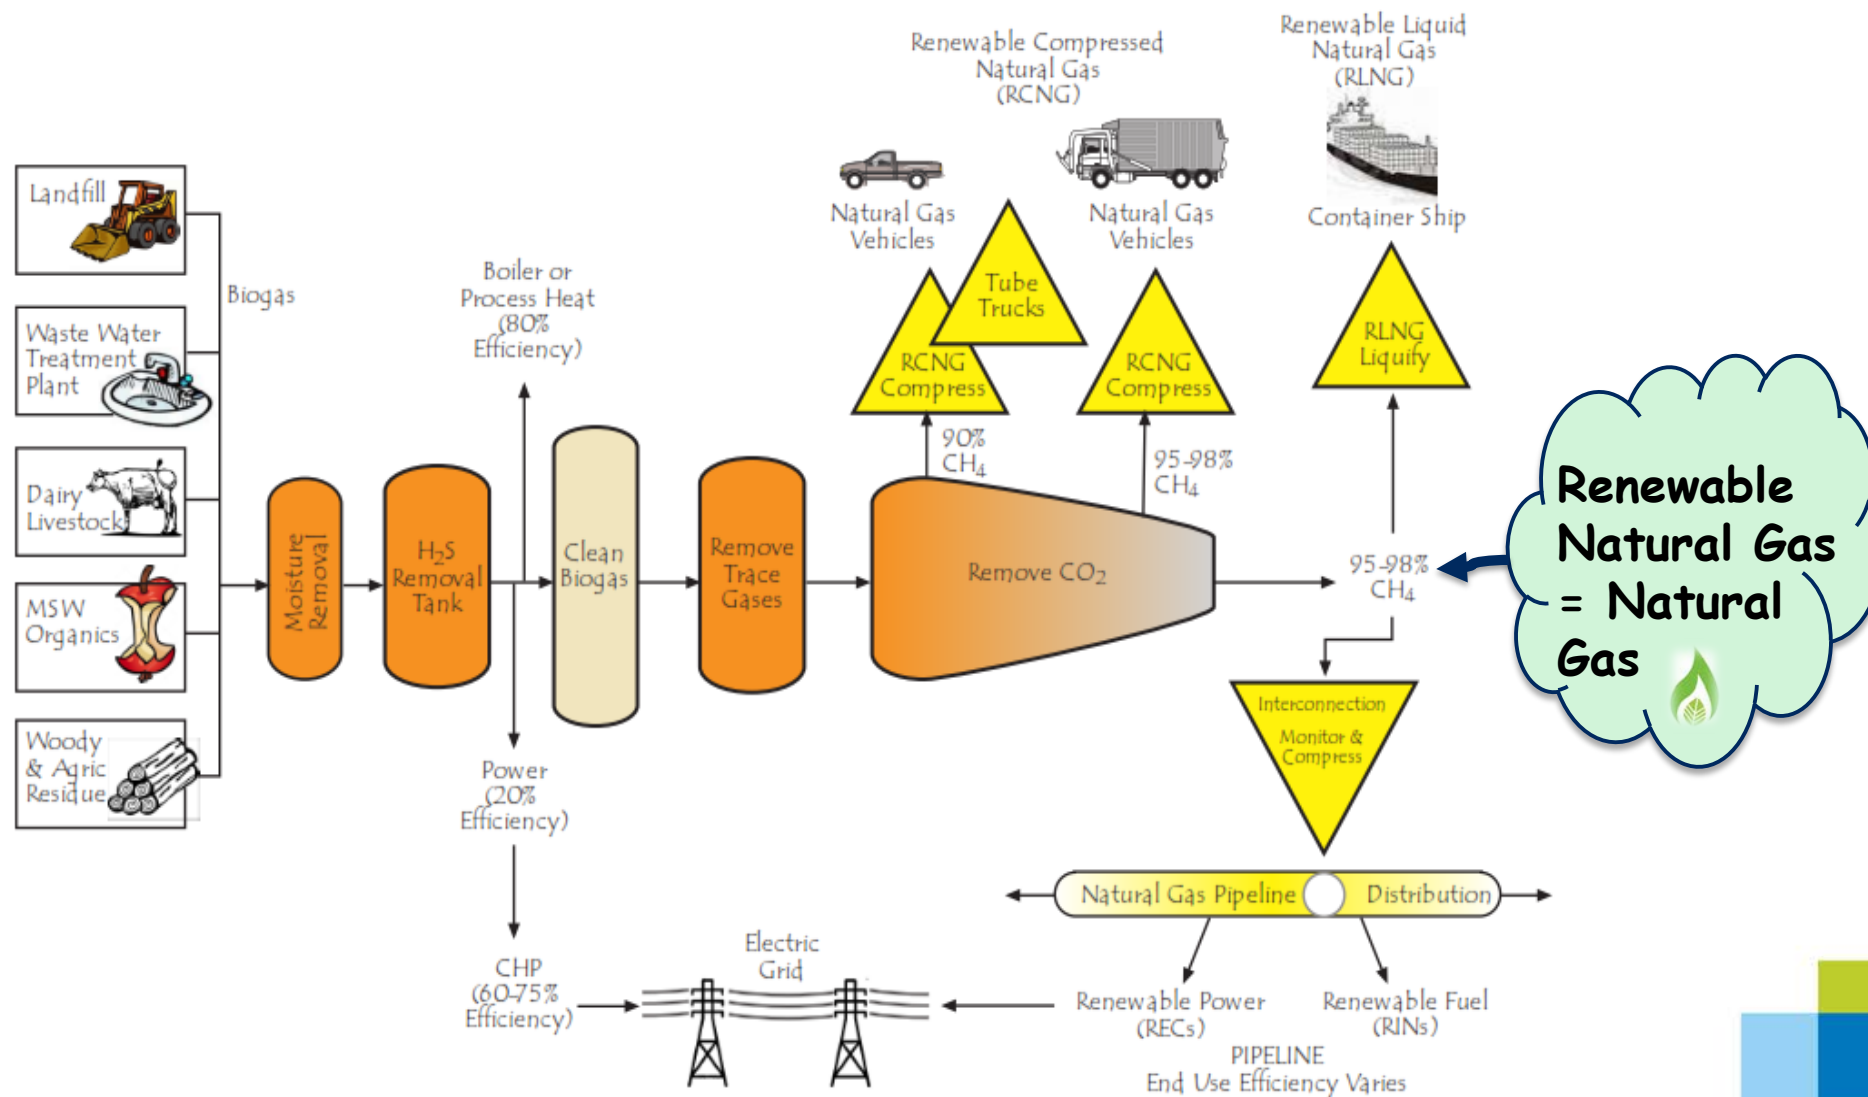 Landfill
Waste Water
Treatment
Plant
Dairy
Livestock
MSW
Organics
Woody
& Agric
Residue
Biogas
Moisture
Removal
H₂S
Removal
Tank
Boiler or
Process Heat
(80%
Efficiency)
Power
(20%
Efficiency)
CHP
(60-75%
Efficiency)
Electric
Grid
Clean
Biogas
Remove
Trace
Gases
Remove CO₂
Renewable Compressed
Natural Gas
(RCNG)
Natural Gas
Vehicles
Natural Gas
Vehicles
Tube
Trucks
RCNG
Compress
RCNG
Compress
90%
CH₄
95-98%
CH₄
Renewable Liquid
Natural Gas
(RLNG)
Container Ship
RLNG
Liquify
95-98%
CH₄
Renewable
Natural Gas
= Natural
Gas
Interconnection
Monitor &
Compress
Natural Gas Pipeline
Distribution
Renewable Power
(RECs)
Renewable Fuel
(RINs)
PIPELINE
End Use Efficiency Varies